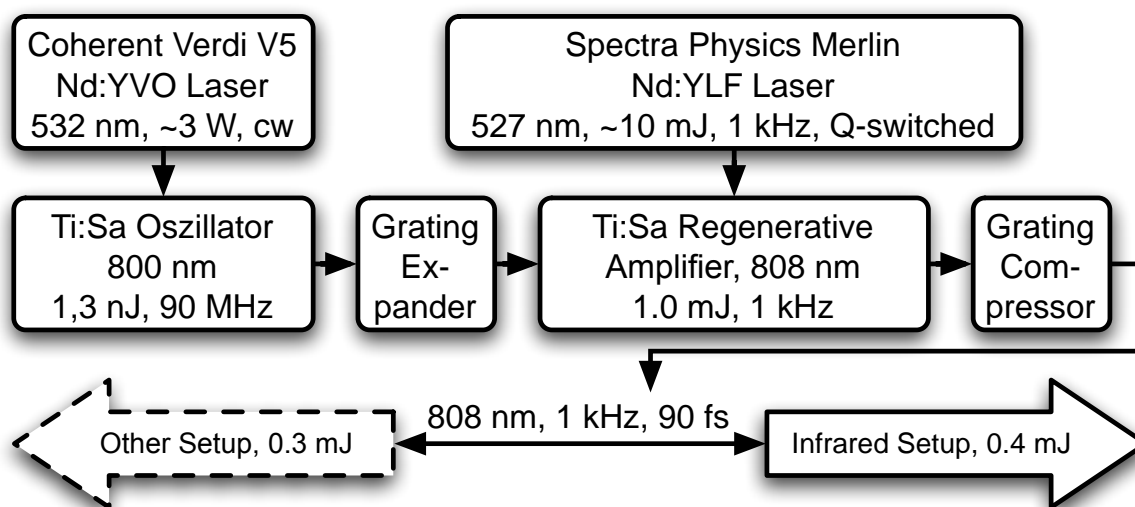 Coherent Verdi V5
Nd:YVO Laser
532 nm, ~3 W, cw
Spectra Physics Merlin
Nd:YLF Laser
527 nm, ~10 mJ, 1 kHz, Q-switched
Ti:Sa Oszillator
800 nm
1,3 nJ, 90 MHz
Grating
Ex-
pander
Ti:Sa Regenerative
Amplifier, 808 nm
1.0 mJ, 1 kHz
Grating
Com-
pressor
Other Setup, 0.3 mJ
808 nm, 1 kHz, 90 fs
Infrared Setup, 0.4 mJ